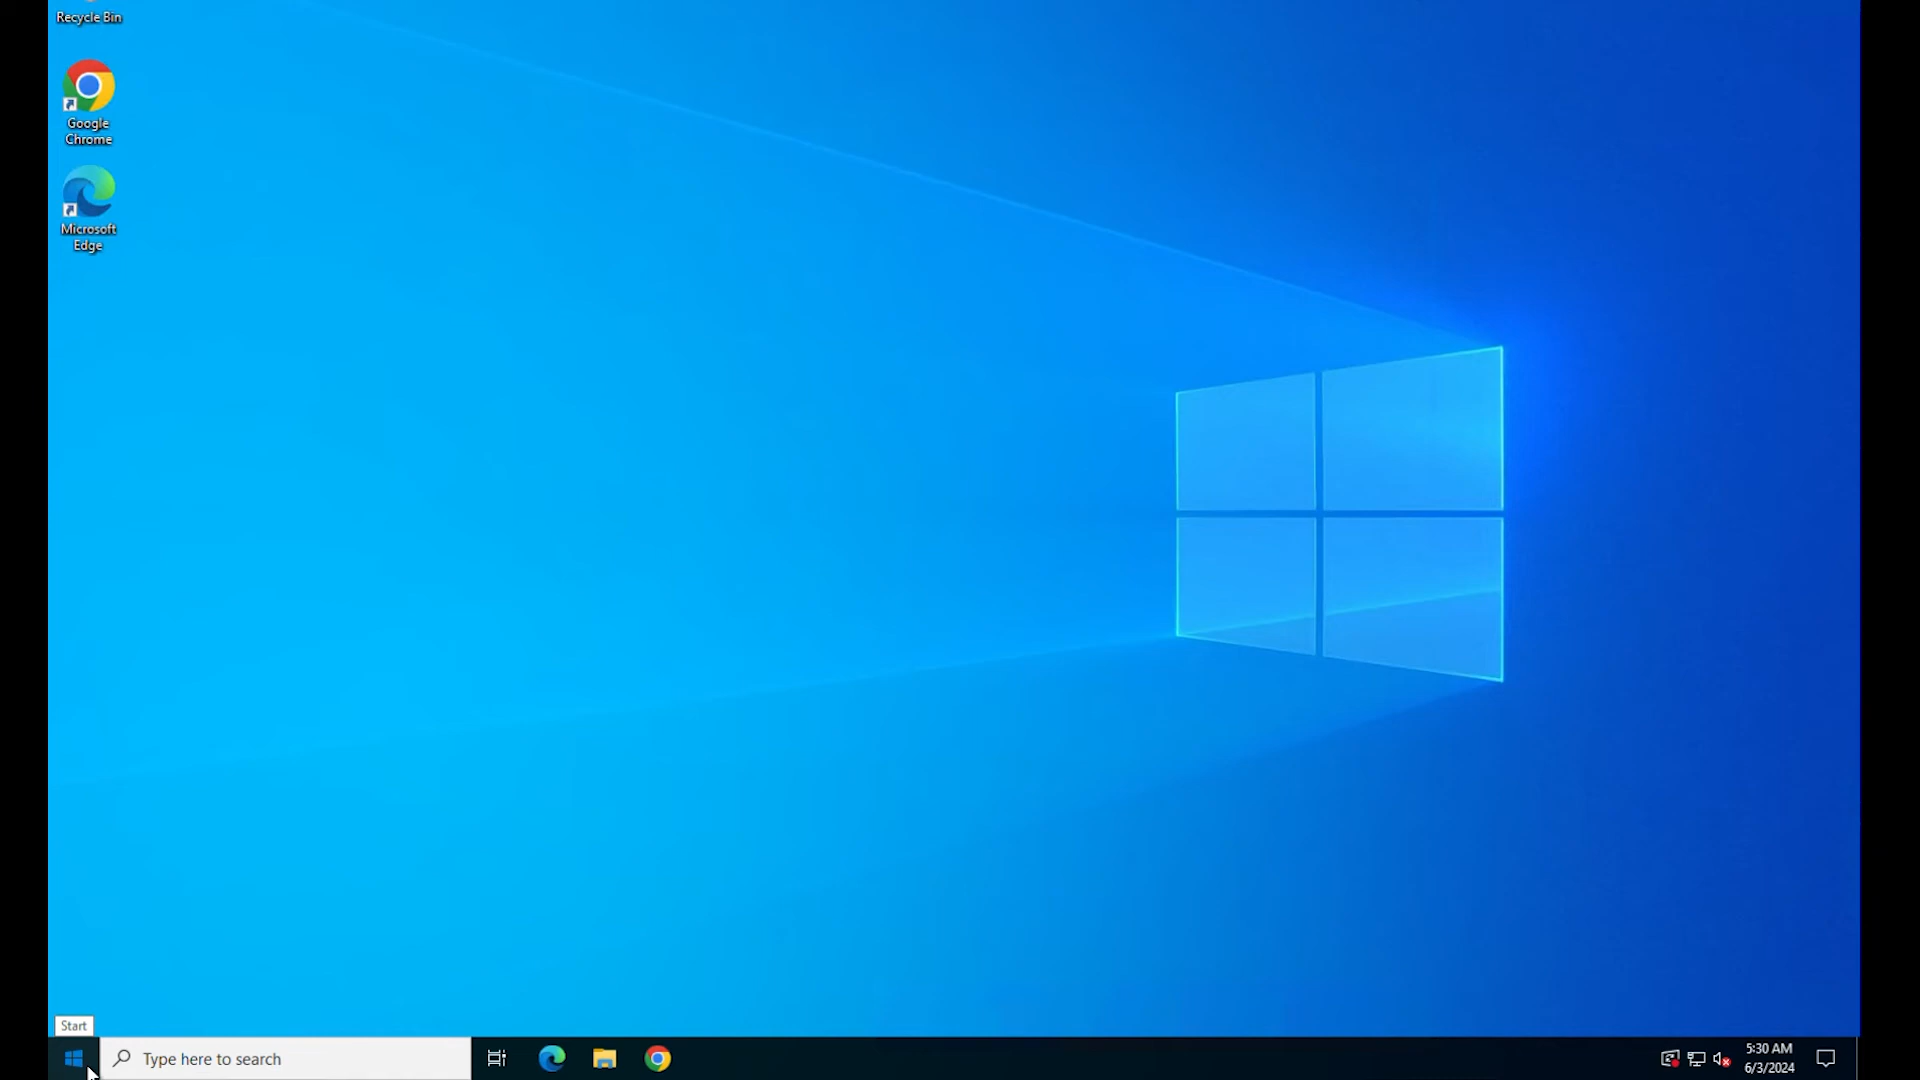 Recycle Bin
Google
Chrome
Microsoft
Edge
Start
Type here to search
5:30 AM
6/3/2024